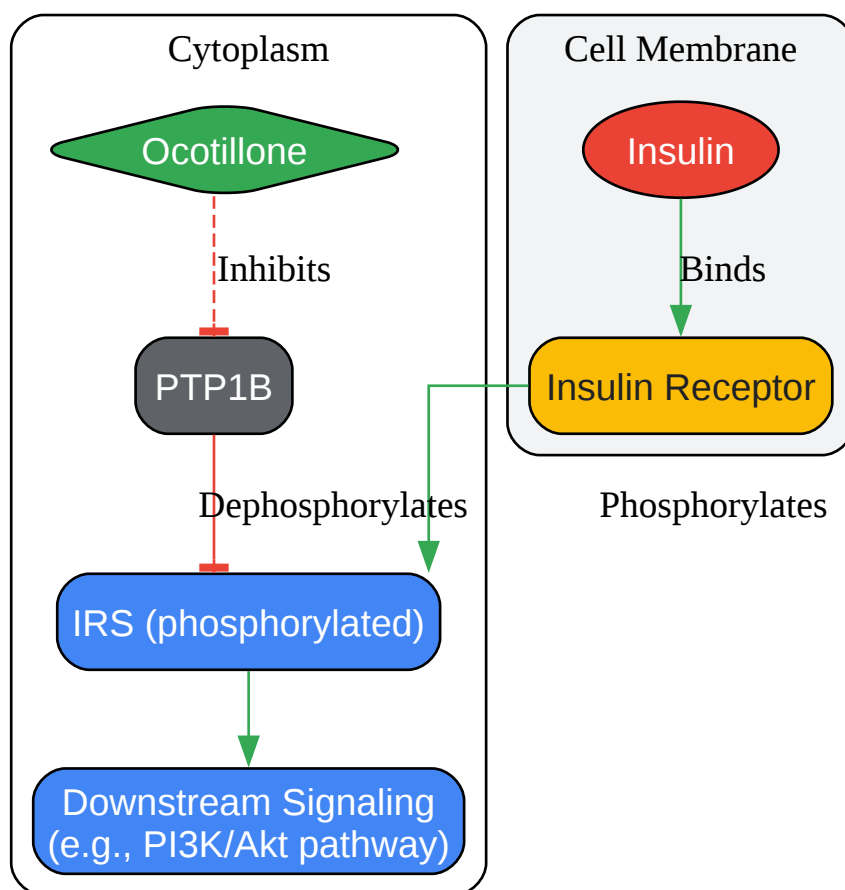 Cytoplasm
Cell Membrane
Ocotillone
Insulin
Inhibits
Binds
PTP1B
Insulin Receptor
Dephosphorylates
Phosphorylates
IRS (phosphorylated)
Downstream Signaling
(e.g., PI3K/Akt pathway)